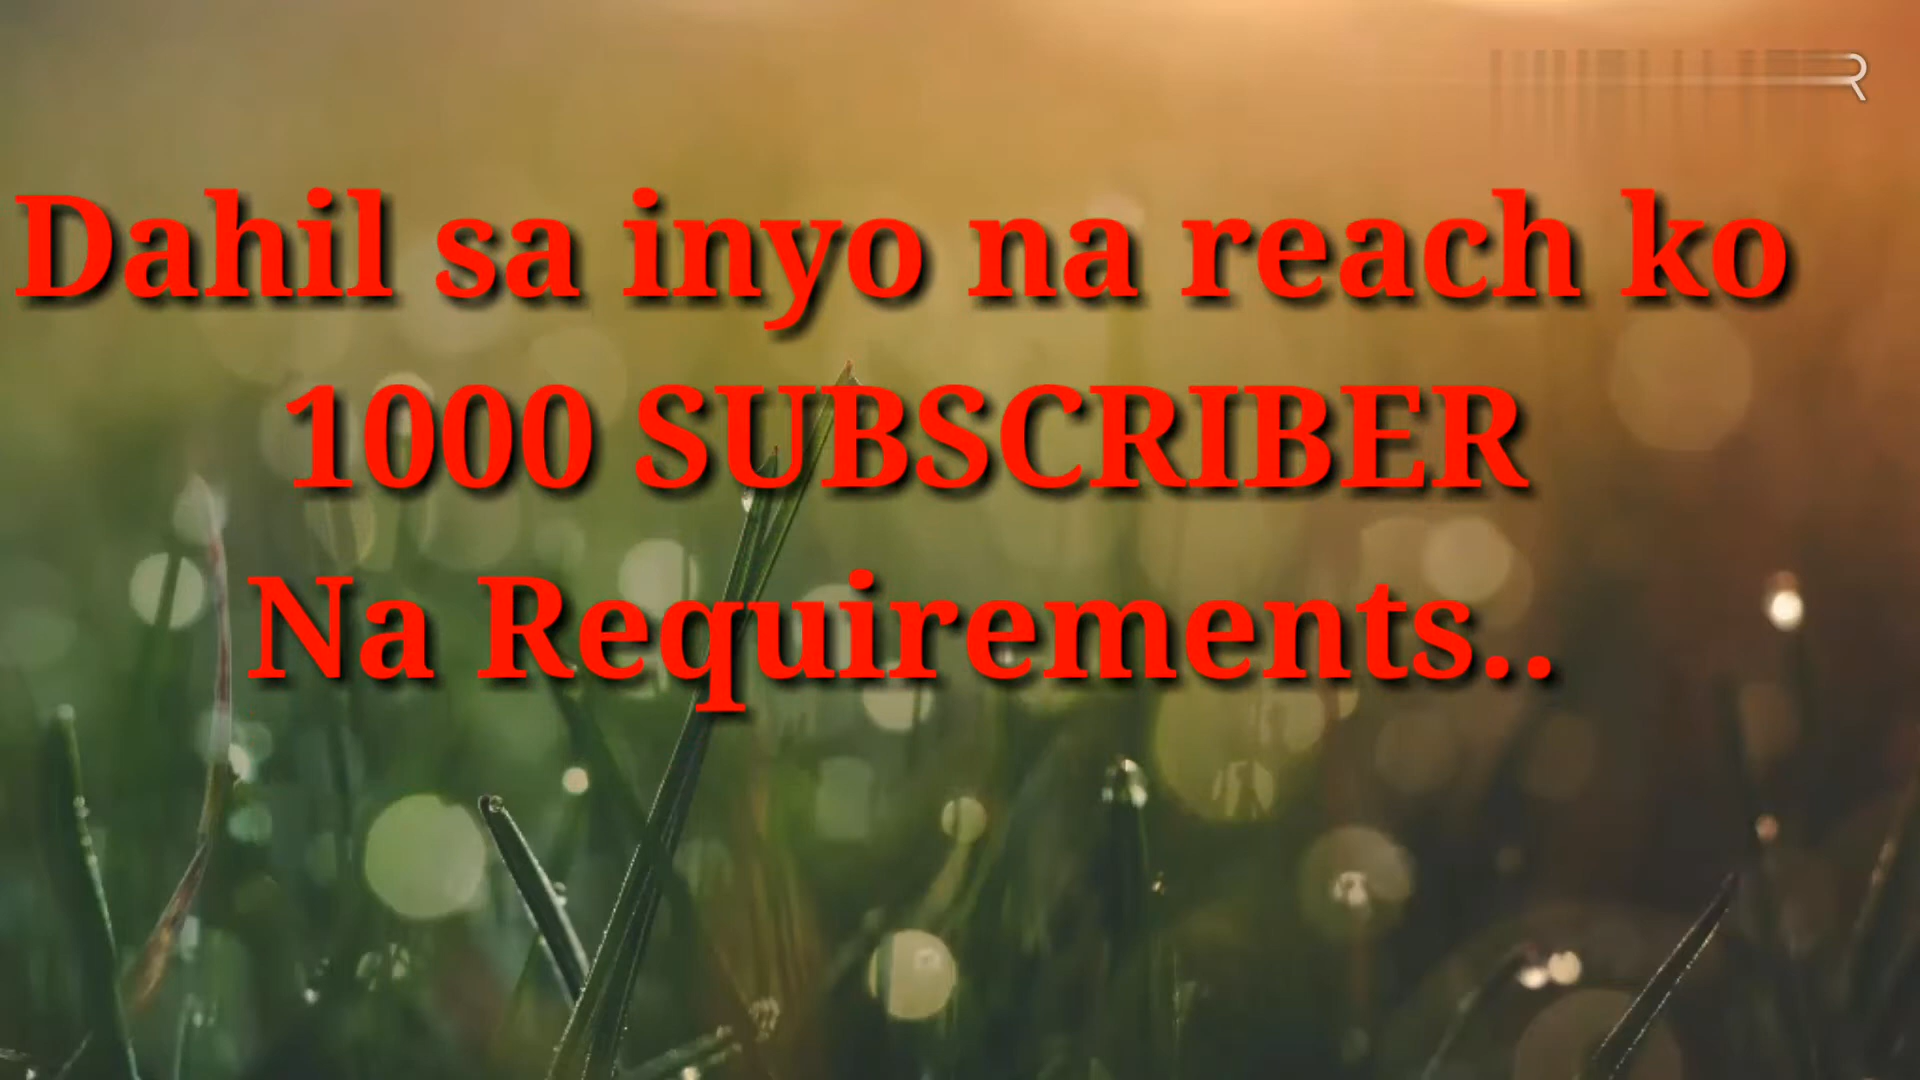 Dahil sa inyo na reach ko
1000 SUBSCRIBER
Na Requirements..
R